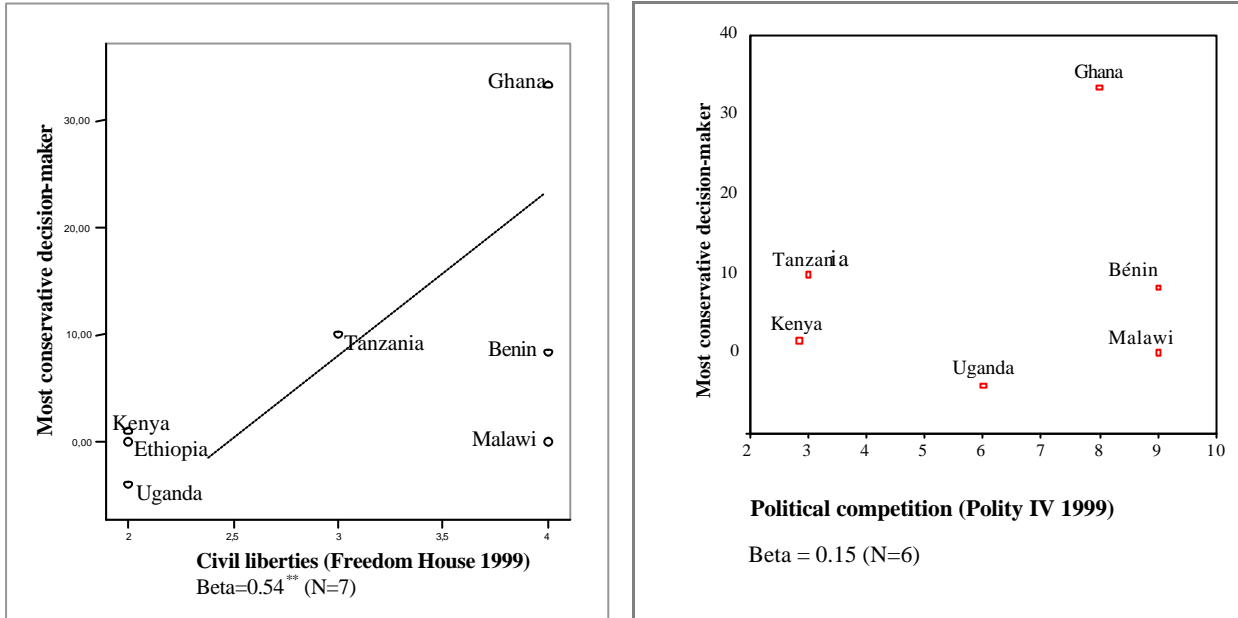 Most conservative decision-maker
Ghana
30,00
20,00
10,00
Tanzania
Benin
Kenya
0,00
Ethiopia
Malawi
Uganda
2
2,5
3
3,5
4
Civil liberties (Freedom House 1999)
Beta=0.54** (N=7)
Most conservative decision-maker
40
Ghana
30
20
Tanzania
10
Bénin
Kenya
Malawi
0
Uganda
2
3
4
5
6
7
8
9
10
Political competition (Polity IV 1999)
Beta = 0.15 (N=6)